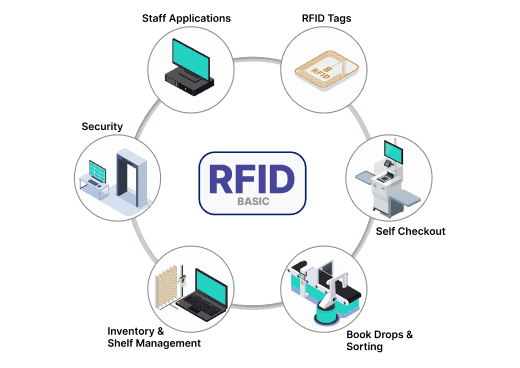 Staff Applications
RFID Tags
RFID
Security
Self Checkout
RFID
BASIC
Inventory &
Shelf Management
Book Drops &
Sorting